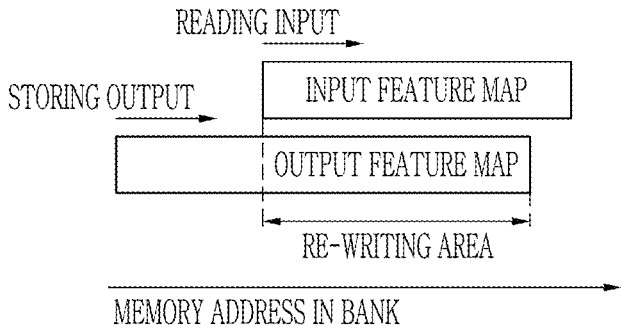 READING INPUT
INPUT FEATURE MAP
STORING OUTPUT
OUTPUT FEATURE MAP
RE-WRITING AREA
MEMORY ADDRESS IN BANK